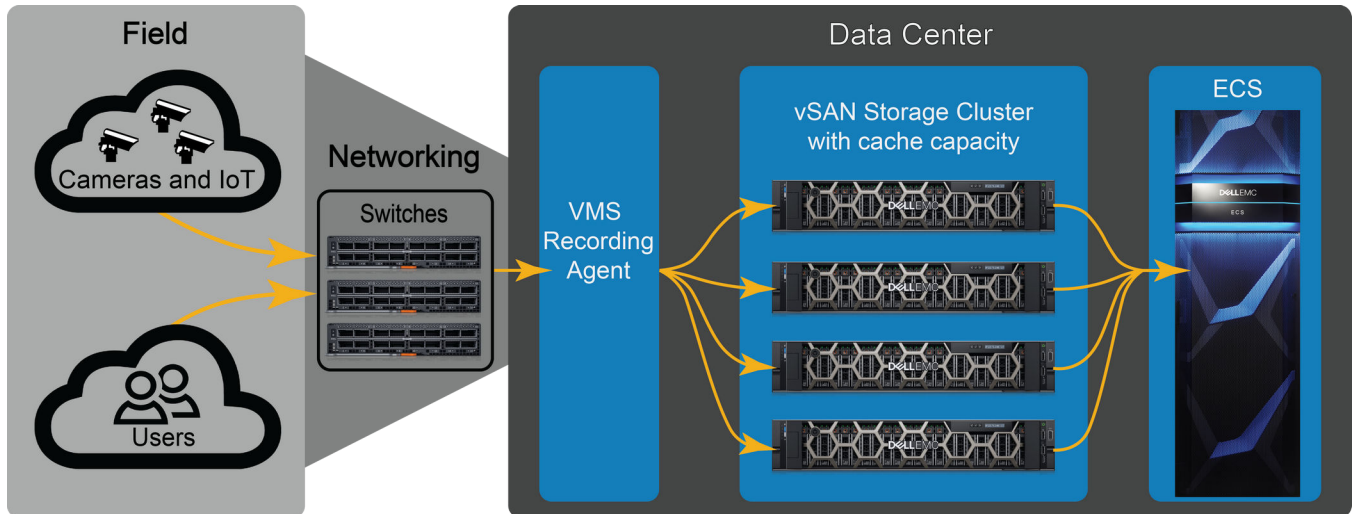 Field
Cameras and IoT
Users
Networking
Switches
Data Center
VMS
Recording
Agent
vSAN Storage Cluster
with cache capacity
DELLEMC
DELLEMC
DELLEMC
DELLEMC
ECS
DELLEMC
ECS